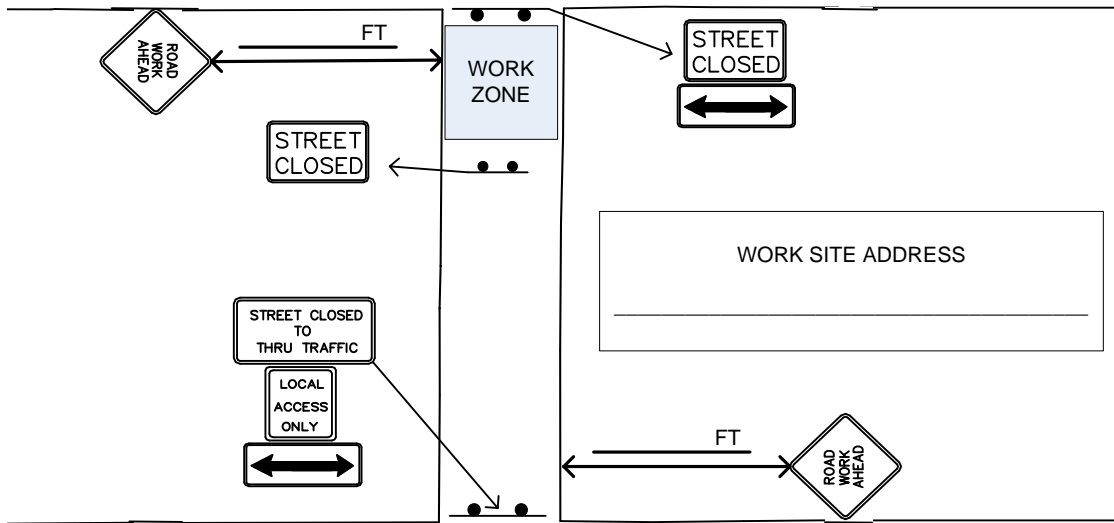 ROAD
WORK
AHEAD
FT
WORK
ZONE
STREET
CLOSED
STREET
CLOSED
WORK SITE ADDRESS
STREET CLOSED
TO
THRU TRAFFIC
LOCAL
ACCESS
ONLY
FT
ROAD
WORK
AHEAD